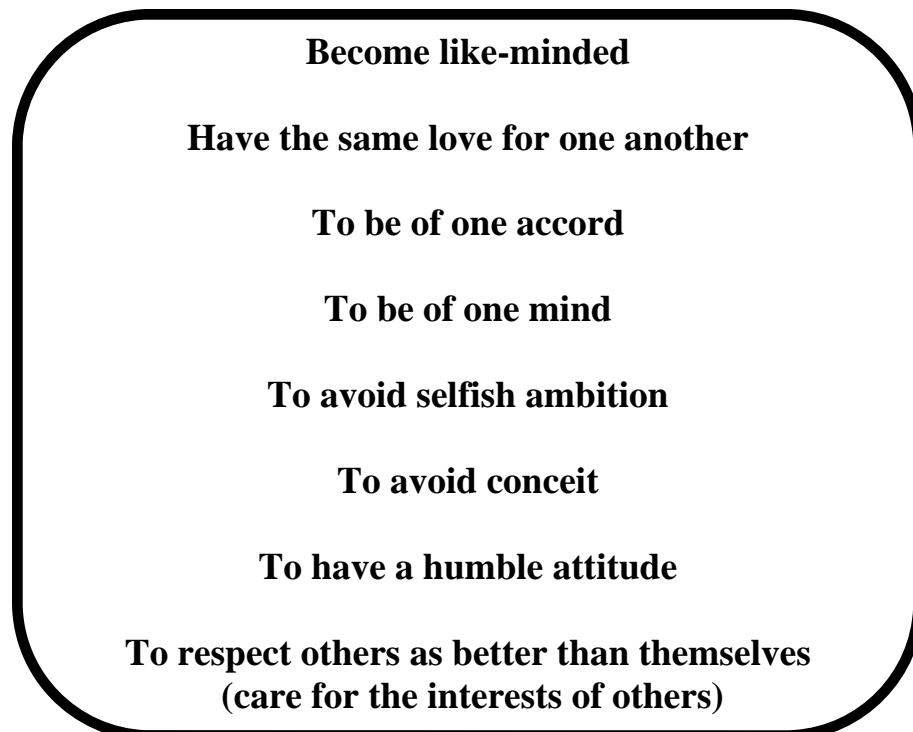 Become like-minded
Have the same love for one another
To be of one accord
To be of one mind
To avoid selfish ambition
To avoid conceit
To have a humble attitude
To respect others as better than themselves
(care for the interests of others)